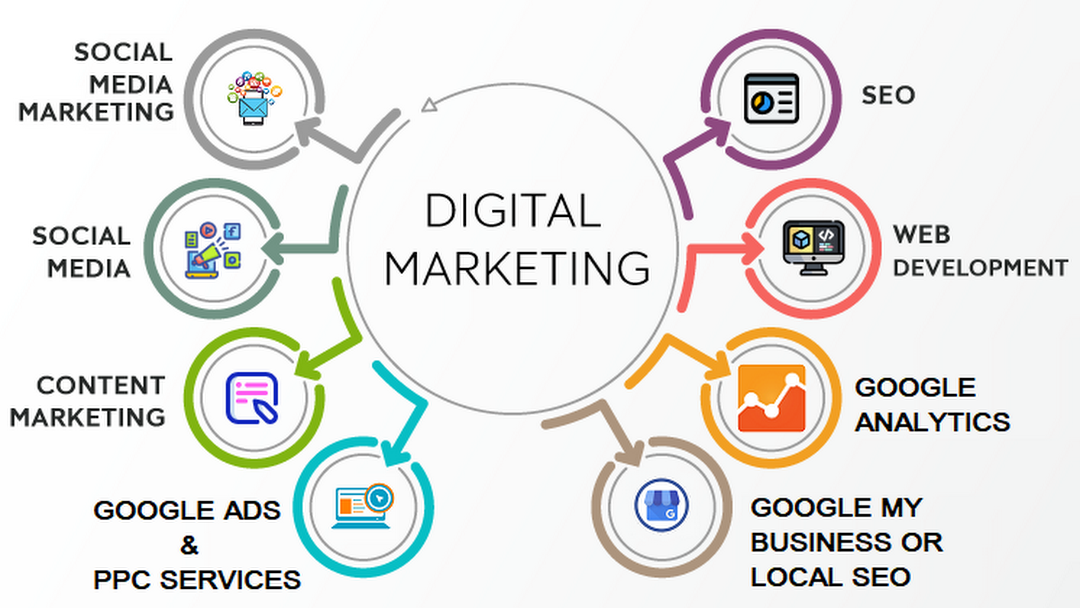 SOCIAL
MEDIA
MARKETING
SOCIAL
MEDIA
CONTENT
MARKETING
GOOGLE ADS
&
PPC SERVICES
DIGITAL
MARKETING
SEO
WEB
DEVELOPMENT
GOOGLE
ANALYTICS
GOOGLE MY
BUSINESS OR
LOCAL SEO